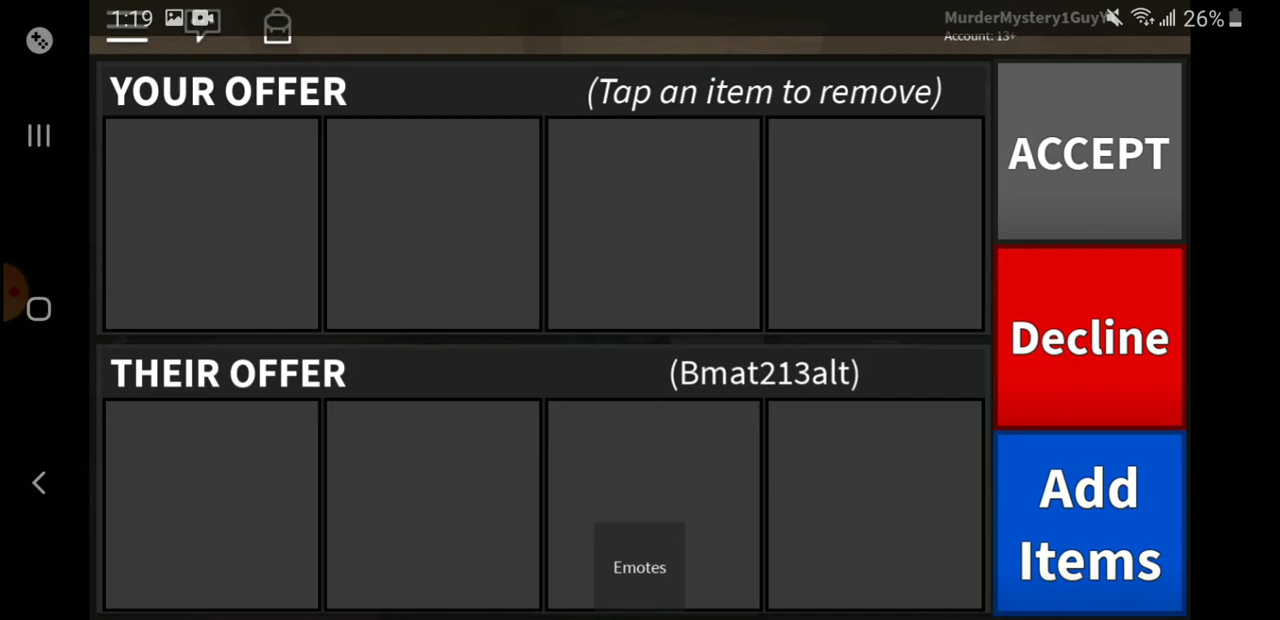 1:19
MurderMystery1GuyY
26%
Account: 13+
YOUR OFFER
(Tap an item to remove)
ACCEPT
Decline
THEIR OFFER
(Bmat213alt)
Add
Items
Emotes